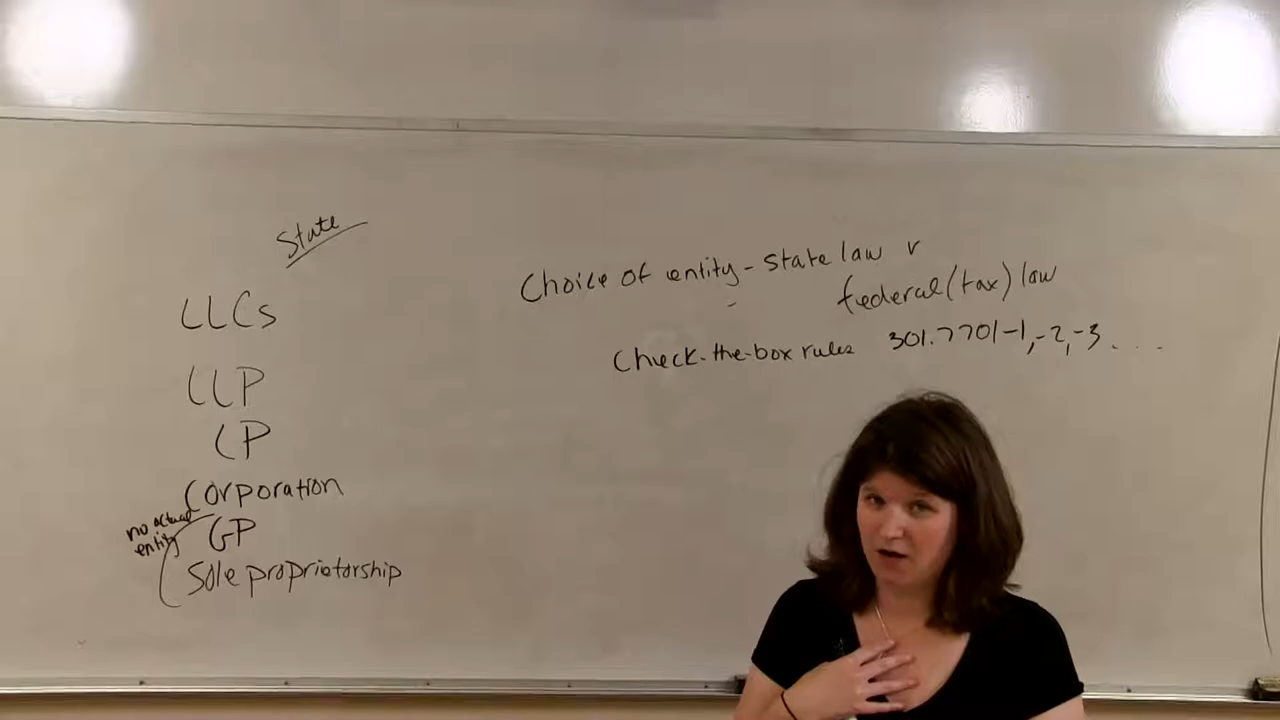 State
LLCs
LLP
LP
Corporation
no actual
entity
GP
Sole proprietorship
Choice of entity - state law v
federal (tax) law
Check-the-box rules 301.7701-1, -2, -3 . . . .